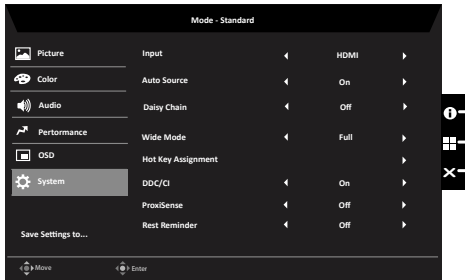 Mode - Standard
Picture
Color
Audio
Pertormance
OSD
System
Save Settings to...
Input HDMI
Auto Source On
Daisy Chain Off
Wide Mode Full
Hot Key Assignment
DDC/CI On
ProxiSense Off
Rest Reminder Off
Move Enter